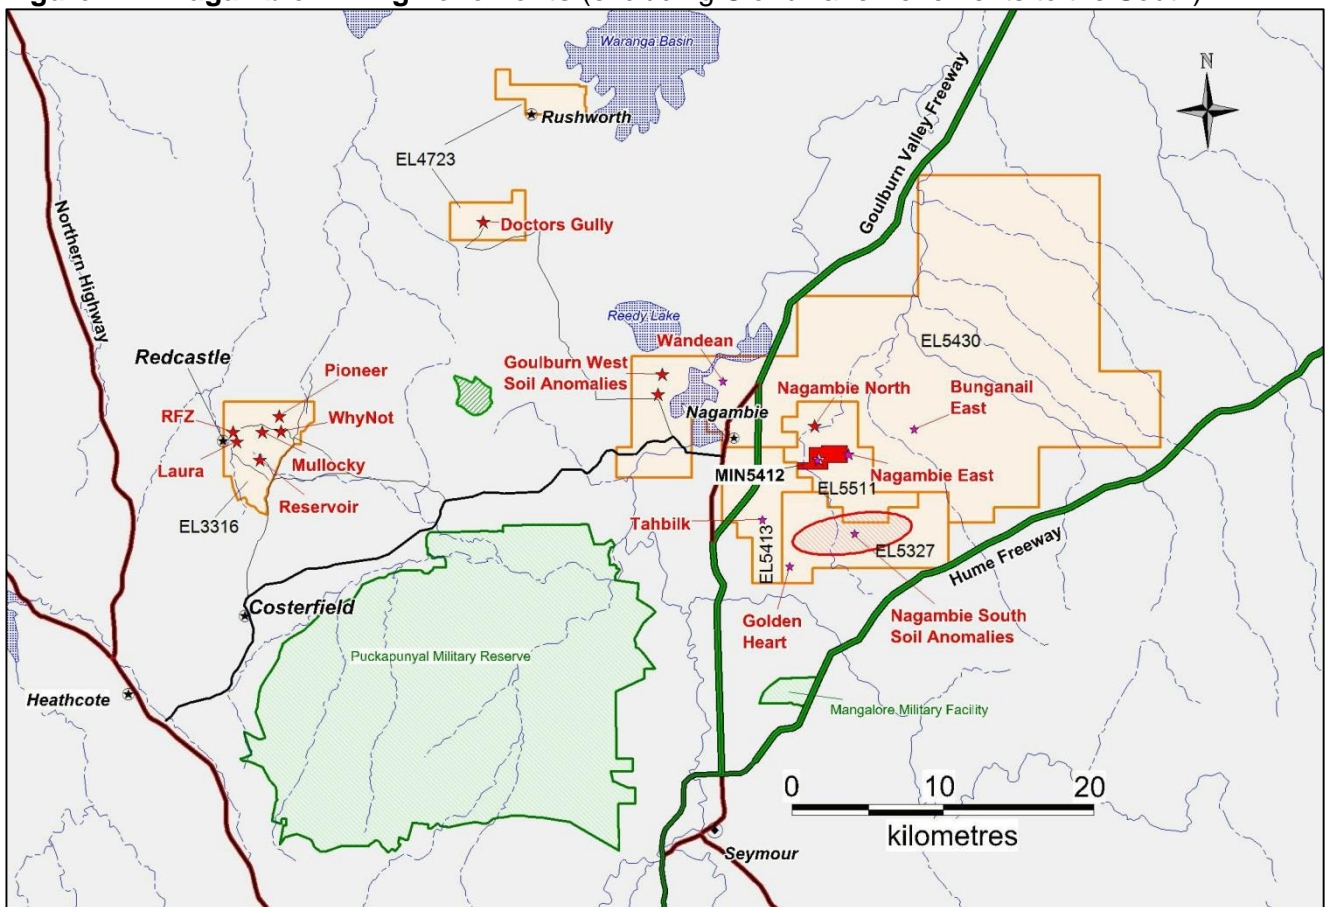 (excluding
Waranga Basin
N
Rushworth
Goulburn Valley Freeway
EL4723
Northern Highway
Doctors Gully
Reedy Lake
Wandean
EL5430
Redcastle
Goulburn West
Soil Anomalies
Pioneer
Nagambie North
Bunganail
East
RFZ
WhyNot
Nagambie
Laura
Mullocky
MIN5412
Nagambie East
EL5511
Reservoir
EL3316
Tahbilk
EL5413
EL5327
Hume Freeway
Costerfield
Golden
Heart
Nagambie South
Soil Anomalies
Puckapunyal Military Reserve
Heathcote
Mangalore Military Facility
0 10 20
kilometres
Seymour